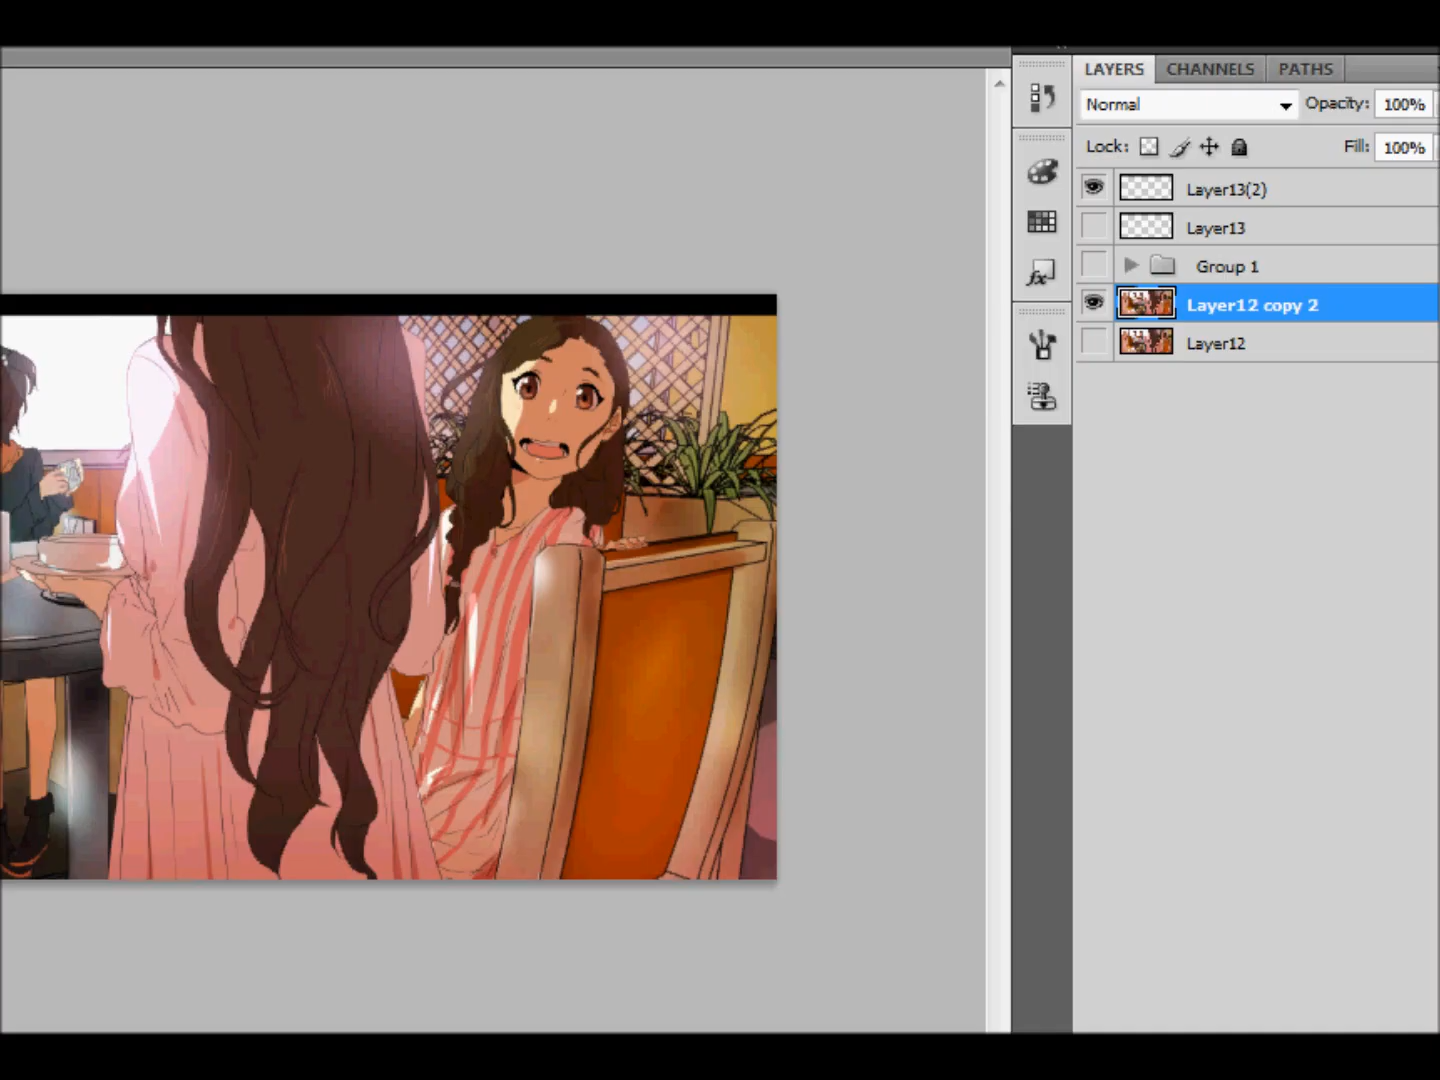 LAYERS CHANNELS PATHS
Normal Opacity: 100%
Lock: Fill: 100%
Layer13(2)
Layer13
Group 1
Layer12 copy 2
Layer12